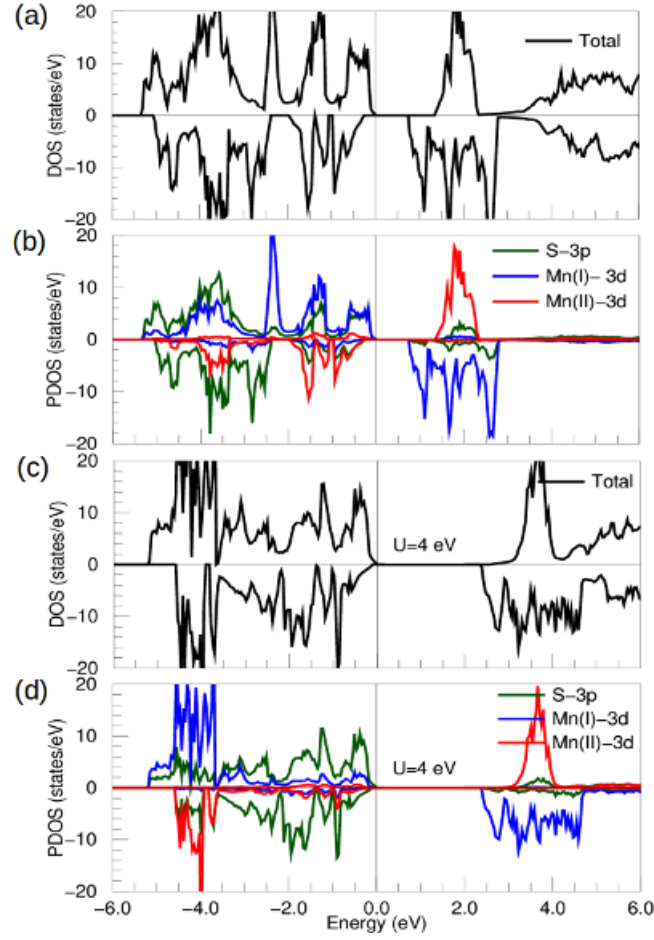 (a)
20
10
0
-10
-20
DOS (states/eV)
Total
(b)
20
10
0
-10
-20
PDOS (states/eV)
S-3p
Mn(I)-3d
Mn(II)-3d
(c)
20
10
0
-10
-20
DOS (states/eV)
Total
U=4 eV
(d)
20
10
0
-10
-20
PDOS (states/eV)
S-3p
Mn(I)-3d
Mn(II)-3d
U=4 eV
-6.0 -4.0 -2.0 0.0 2.0 4.0 6.0
Energy (eV)